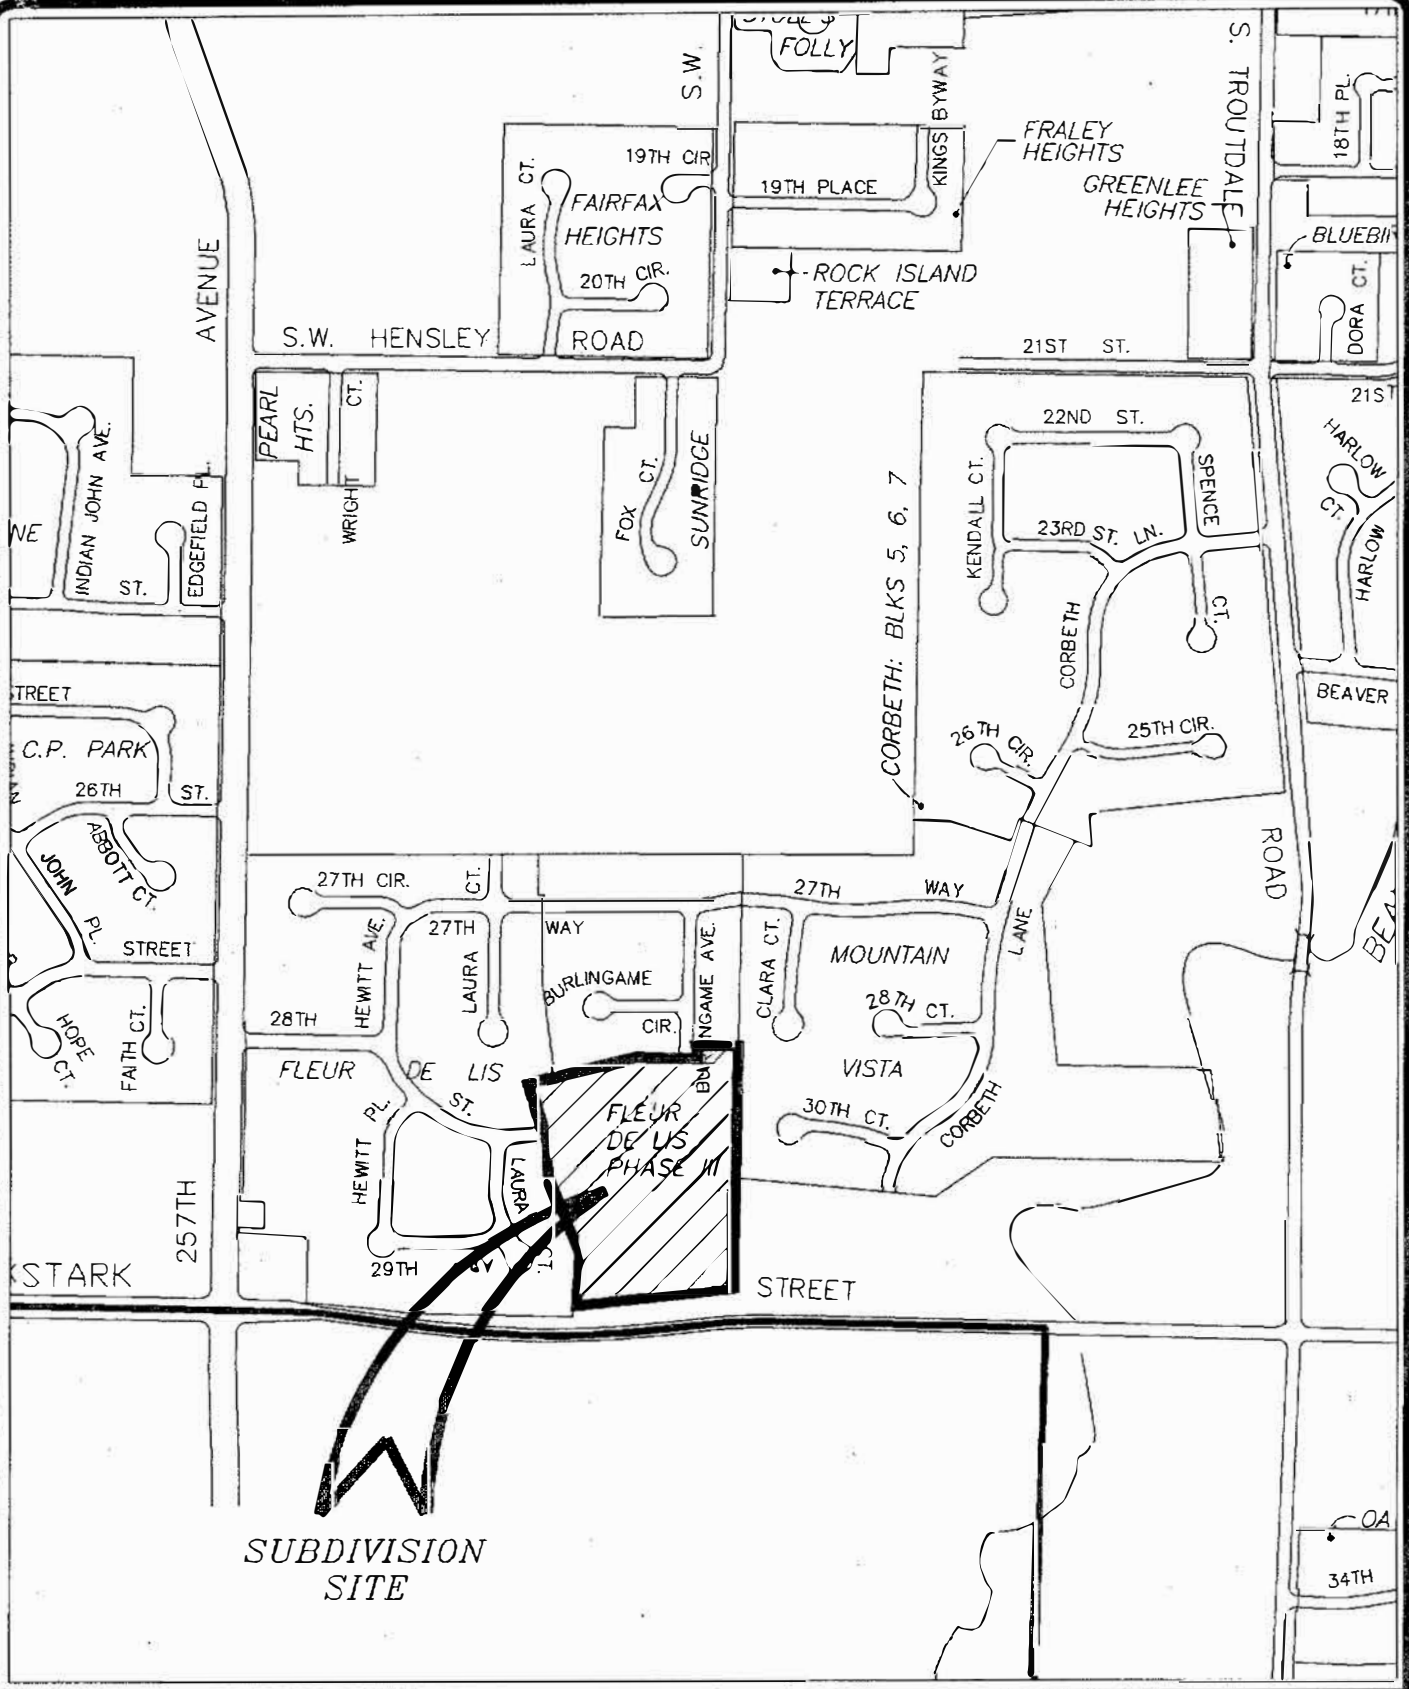 FOLLY
S.W.
KINGS BYWAY
S. TROUTDALE
18TH PL.
FRALEY
HEIGHTS
19TH CIR
LAURA CT.
19TH PLACE
GREENLEE
HEIGHTS
FAIRFAX
HEIGHTS
BLUEBI
AVENUE
20TH CIR.
ROCK ISLAND
TERRACE
DORA CT.
S.W. HENSLEY ROAD
21ST ST.
PEARL
HTS.
WRIGHT CT.
21ST
22ND ST.
HARLOW
CT.
HARLOW
INDIAN JOHN AVE.
EDGEFIELD PL.
NE
ST.
FOX CT.
SUNRIDGE
CORBETH: BLKS 5, 6, 7
KENDALL CT.
SPENCE
CT.
23RD ST. LN.
CORBETH
STREET
BEAVER
C.P. PARK
26TH ST.
26TH CIR.
25TH CIR.
ABBOTT CT.
JOHN PL.
ROAD
27TH CIR.
CT.
27TH WAY
27TH WAY
HEWITT AVE.
LAURA
BURLINGAME
CIR.
CLARA CT.
MOUNTAIN
VISTA
LANE
BEA
STREET
28TH CT.
HOPE
CT.
FAITH CT.
28TH
ST.
FLEUR DE LIS
HEWITT PL.
FLEUR
DE LIS
PHASE III
30TH CT.
CORBETH
LAURA
CT.
257TH
29TH
STARK
STREET
OA
34TH
SUBDIVISION
SITE